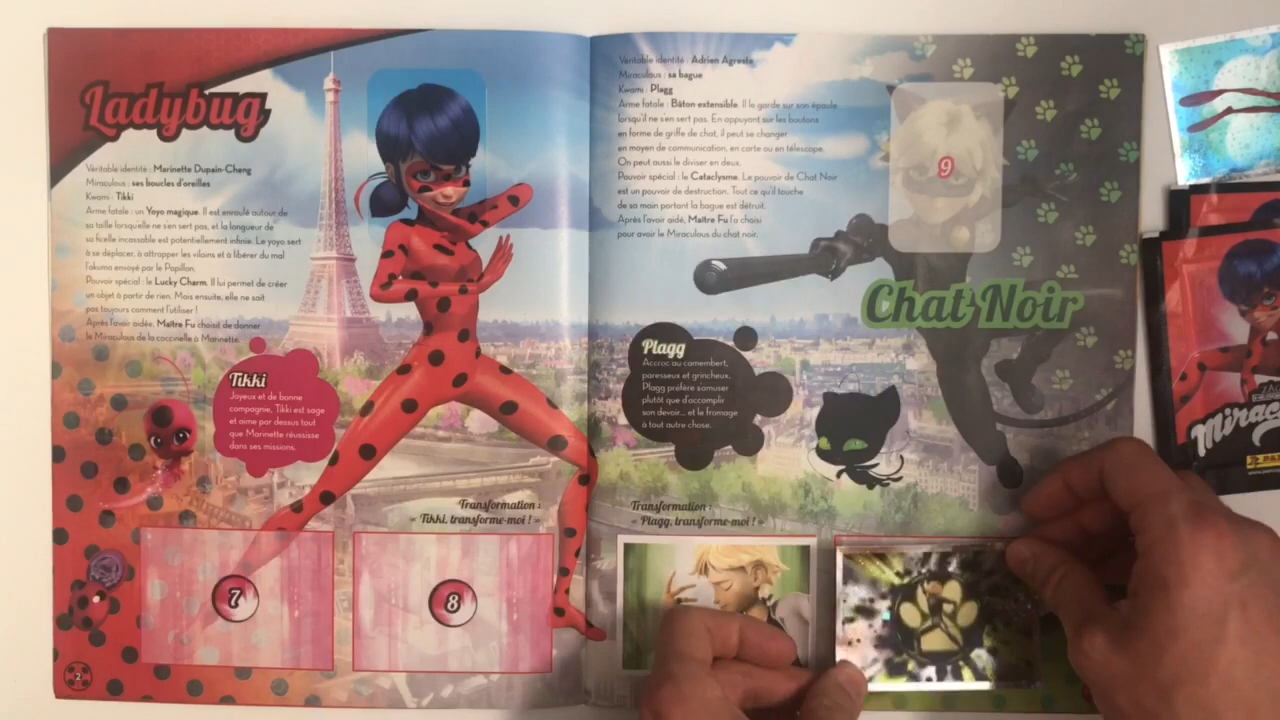 Ladybug
Véritable identité : Marinette Dupain-Cheng
Miraculous : ses boucles d'oreilles
Kwami : Tikki
Arme fatale : un Yoyo magique. Il est enroulé autour de
sa taille lorsqu'elle ne s'en sert pas, et la longueur de
sa ficelle incassable est potentiellement infinie. Le yoyo sert
à se déplacer, à attrapper les vilains et à libérer du mal
l'akuma envoyé par le Papillon.
Pouvoir spécial : le Lucky Charm. Il lui permet de créer
un objet à partir de rien. Mais ensuite, elle ne sait
pas toujours comment l'utiliser !
Après l'avoir aidée, Maître Fu choisit de donner
le Miraculous de la coccinelle à Marinette.
Tikki
Joyeux et de bonne
compagnie, Tikki est sage
et aime par dessus tout
que Marinette réussisse
dans ses missions.
Transformation :
« Tikki, transforme-moi ! »
7
8
2
Véritable identité : Adrien Agreste
Miraculous : sa bague
Kwami : Plagg
Arme fatale : Bâton extensible. Il le garde sur son épaule
lorsqu'il ne s'en sert pas. En appuyant sur les boutons
en forme de griffe de chat, il peut se changer
en moyen de communication, en carte ou en télescope.
On peut aussi le diviser en deux.
Pouvoir spécial : le Cataclysme. Le pouvoir de Chat Noir
est un pouvoir de destruction. Tout ce qu'il touche
de sa main portant la bague est détruit.
Après l'avoir aidé, Maître Fu l'a choisi
pour avoir le Miraculous du chat noir.
9
Chat Noir
Plagg
Accroc au camembert,
paresseux et grincheux,
Plagg préfère s'amuser
plutôt que d'accomplir
son devoir... et le fromage
à tout autre chose.
Transformation :
« Plagg, transforme-moi ! »
Mirac
PANI